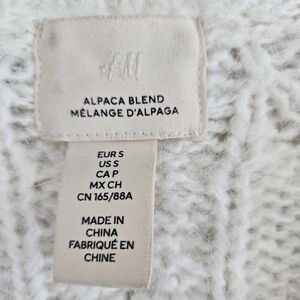 H&M
ALPACA BLEND
MÉLANGE D'ALPAGA
EUR S
US S
CA P
MX CH
CN 165/88A
MADE IN
CHINA
FABRIQUÉ EN
CHINE